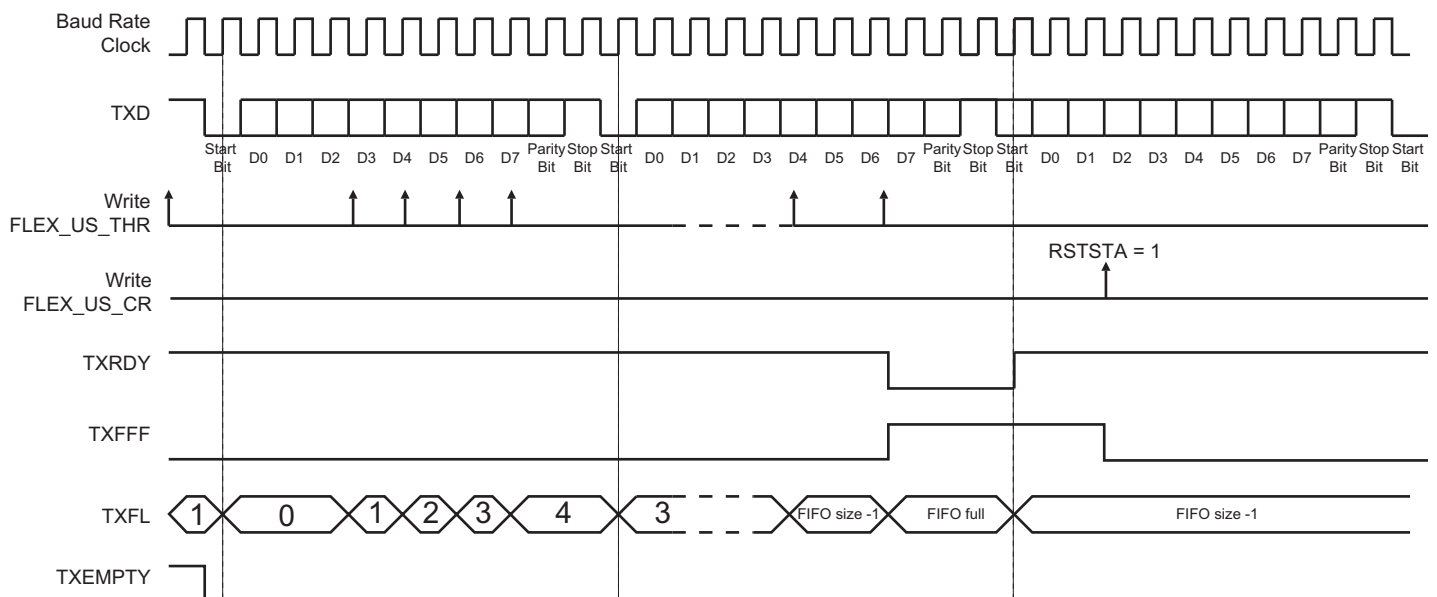 Baud Rate
Clock
TXD
Start Bit D0 D1 D2 D3 D4 D5 D6 D7 Parity Bit Stop Bit Start Bit D0 D1 D2 D3 D4 D5 D6 D7 Parity Bit Stop Bit Start Bit D0 D1 D2 D3 D4 D5 D6 D7 Parity Bit Stop Bit Start Bit
Write
FLEX_US_THR
RSTSTA = 1
Write
FLEX_US_CR
TXRDY
TXFFF
TXFL 1 0 1 2 3 4 3 FIFO size -1 FIFO full FIFO size -1
TXEMPTY